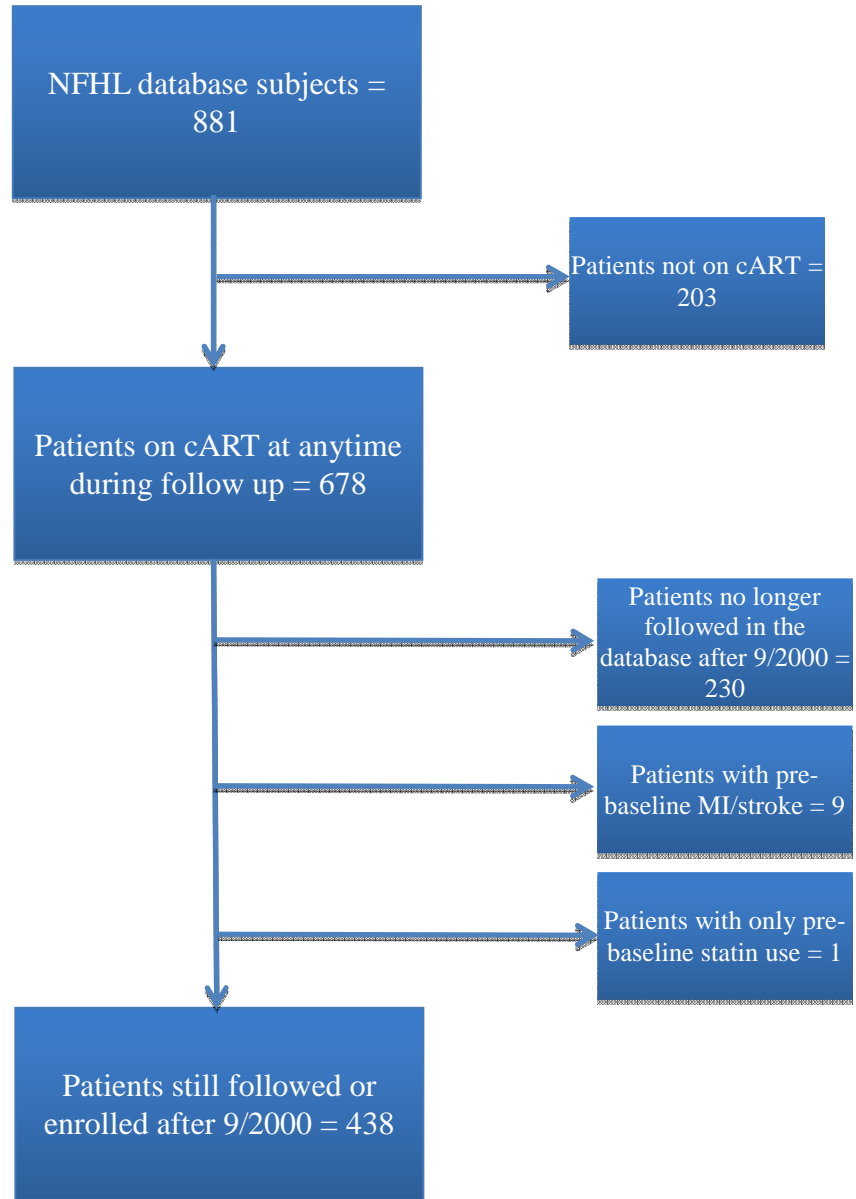 NFHL database subjects =
881
Patients not on cART =
203
Patients on cART at anytime
during follow up = 678
Patients no longer
followed in the
database after 9/2000 =
230
Patients with pre-
baseline MI/stroke = 9
Patients with only pre-
baseline statin use = 1
Patients still followed or
enrolled after 9/2000 = 438